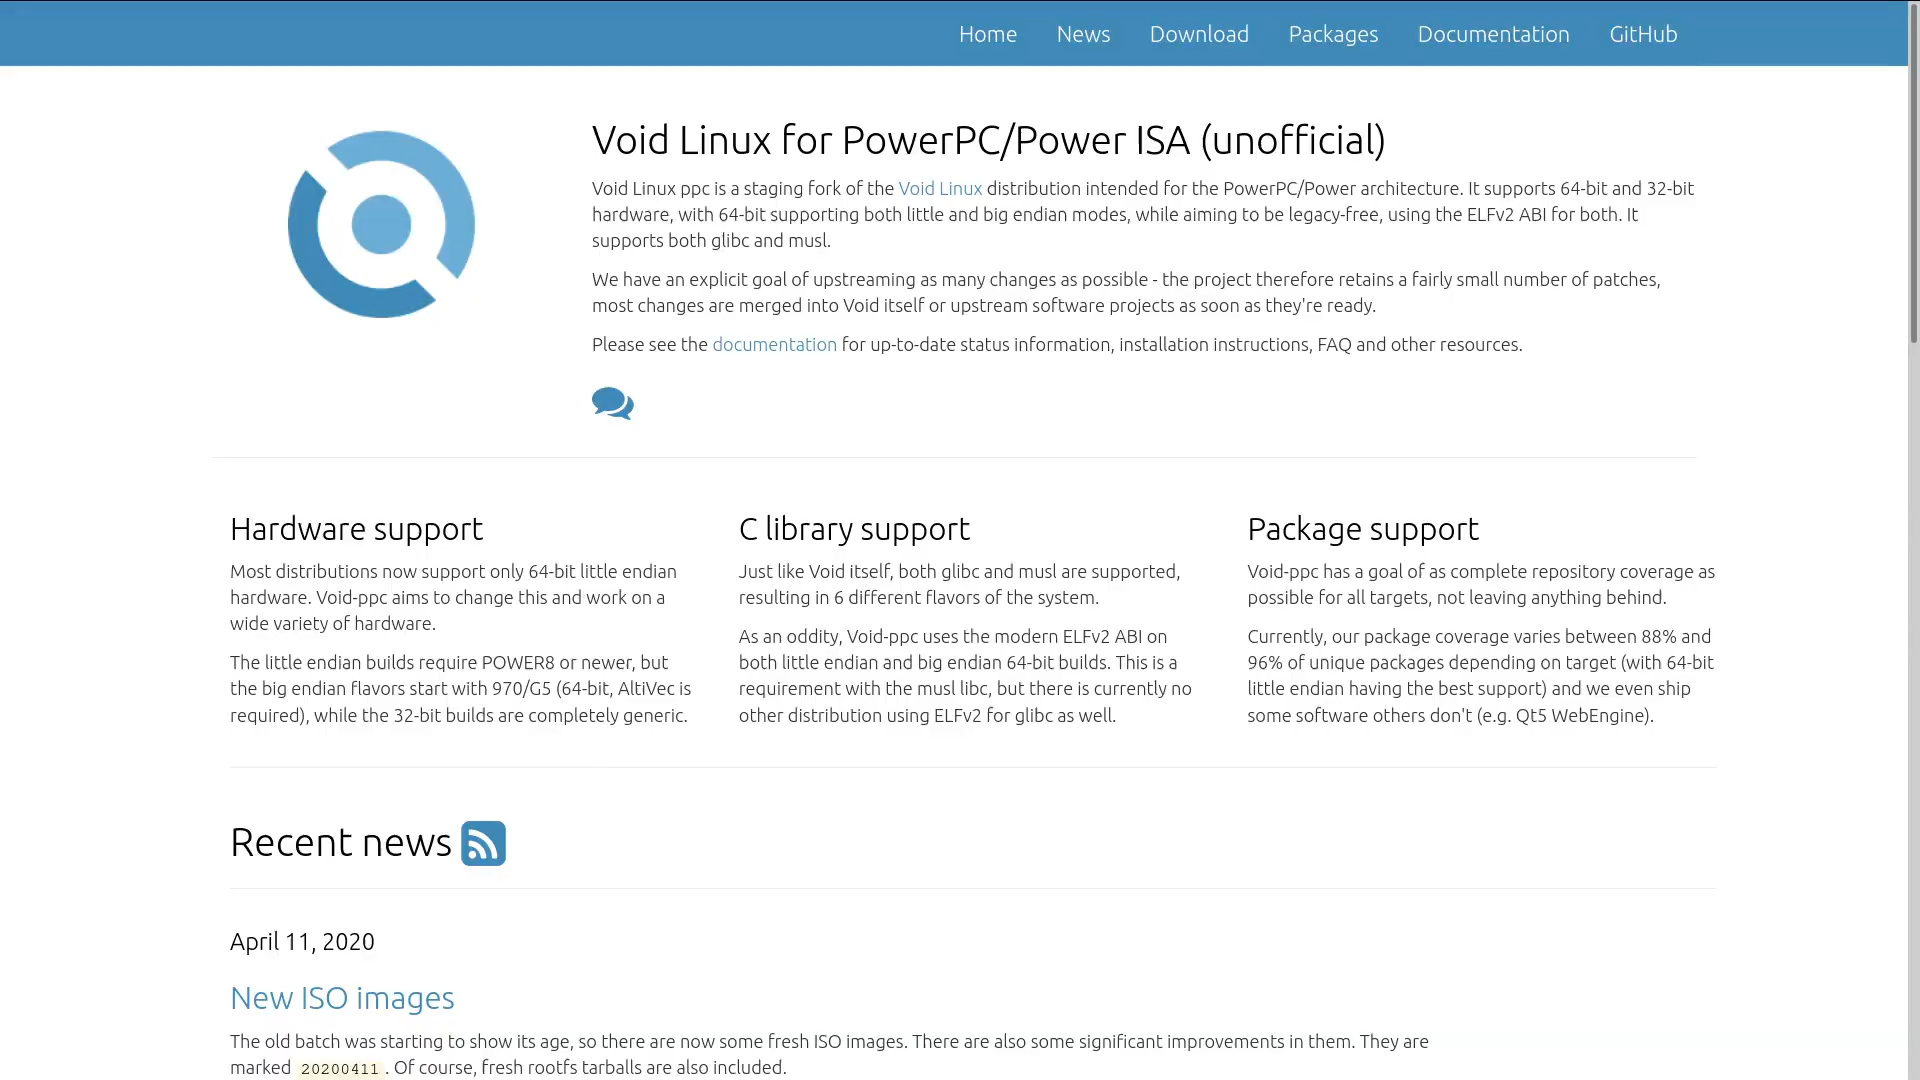 Home News Download Packages Documentation GitHub
Void Linux for PowerPC/Power ISA (unofficial)
Void Linux ppc is a staging fork of the Void Linux distribution intended for the PowerPC/Power architecture. It supports 64-bit and 32-bit
hardware, with 64-bit supporting both little and big endian modes, while aiming to be legacy-free, using the ELFv2 ABI for both. It
supports both glibc and musl.
We have an explicit goal of upstreaming as many changes as possible - the project therefore retains a fairly small number of patches,
most changes are merged into Void itself or upstream software projects as soon as they're ready.
Please see the documentation for up-to-date status information, installation instructions, FAQ and other resources.
Hardware support
Most distributions now support only 64-bit little endian
hardware. Void-ppc aims to change this and work on a
wide variety of hardware.
The little endian builds require POWER8 or newer, but
the big endian flavors start with 970/G5 (64-bit, AltiVec is
required), while the 32-bit builds are completely generic.
C library support
Just like Void itself, both glibc and musl are supported,
resulting in 6 different flavors of the system.
As an oddity, Void-ppc uses the modern ELFv2 ABI on
both little endian and big endian 64-bit builds. This is a
requirement with the musl libc, but there is currently no
other distribution using ELFv2 for glibc as well.
Package support
Void-ppc has a goal of as complete repository coverage as
possible for all targets, not leaving anything behind.
Currently, our package coverage varies between 88% and
96% of unique packages depending on target (with 64-bit
little endian having the best support) and we even ship
some software others don't (e.g. Qt5 WebEngine).
Recent news
April 11, 2020
New ISO images
The old batch was starting to show its age, so there are now some fresh ISO images. There are also some significant improvements in them. They are
marked 20200411. Of course, fresh rootfs tarballs are also included.